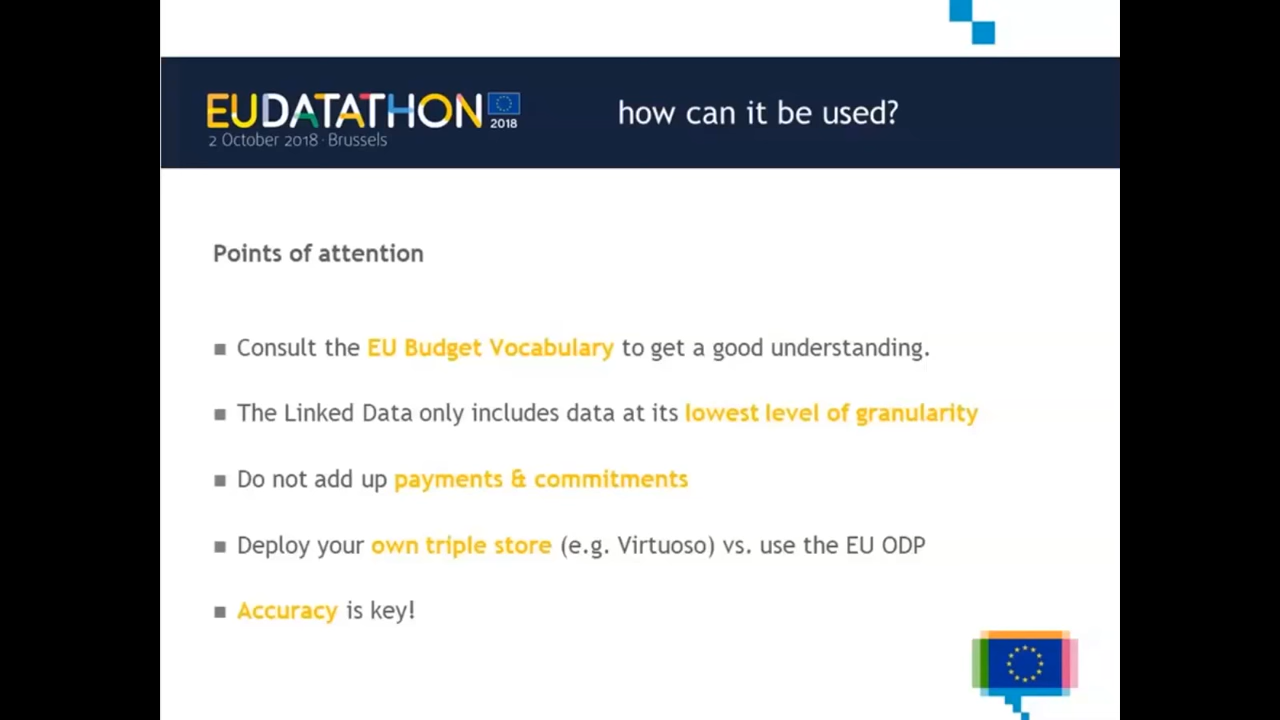 EUDATATHON 2018
2 October 2018 · Brussels
how can it be used?
Points of attention
▪ Consult the EU Budget Vocabulary to get a good understanding.
▪ The Linked Data only includes data at its lowest level of granularity
▪ Do not add up payments & commitments
▪ Deploy your own triple store (e.g. Virtuoso) vs. use the EU ODP
▪ Accuracy is key!